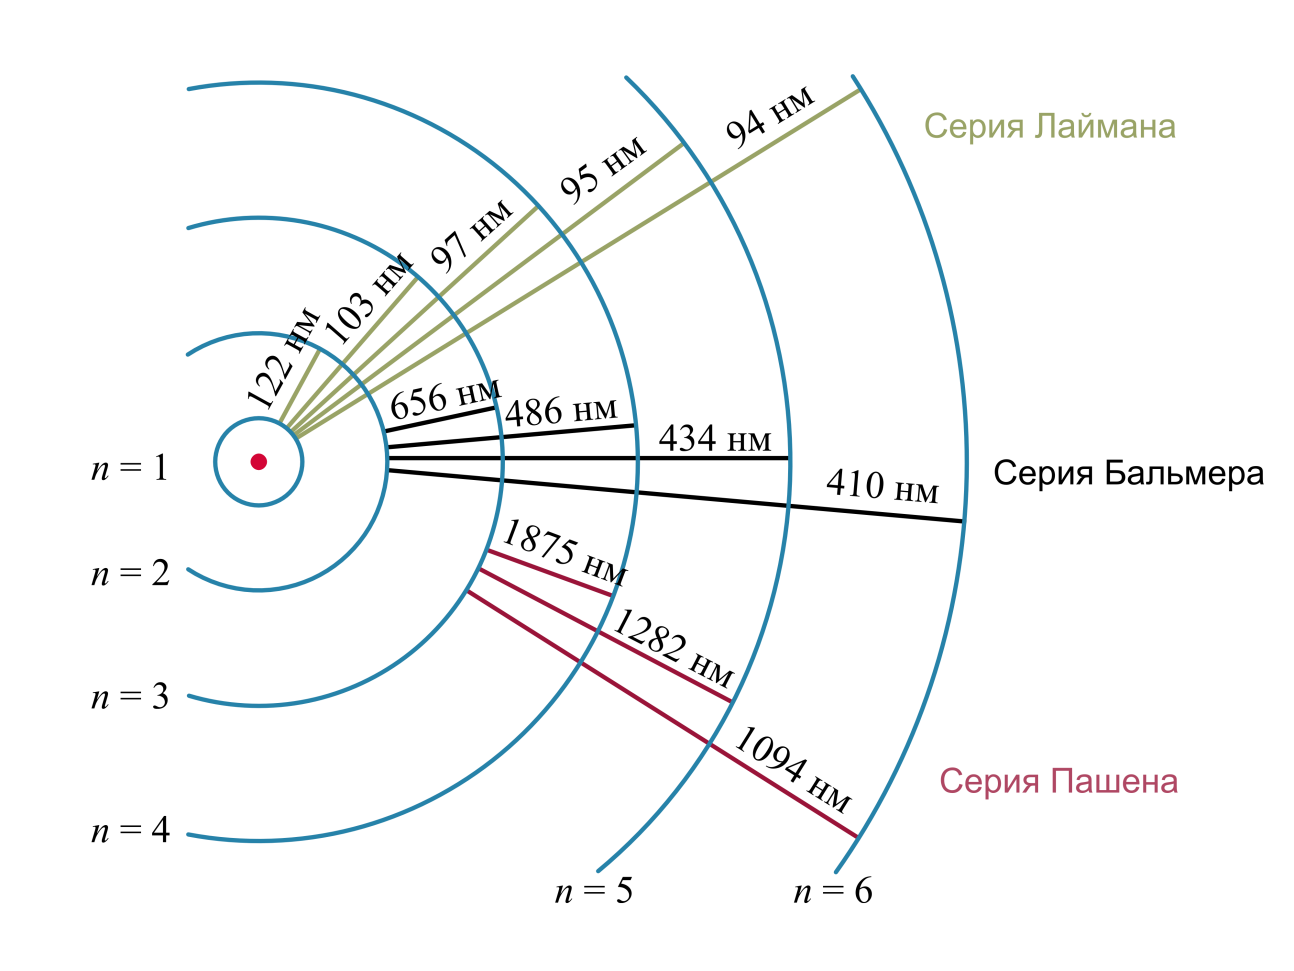 94 нм
Серия Лаймана
95 нм
97 нм
103 нм
122 нм
656 нм
486 нм
434 нм
410 нм
Серия Бальмера
n = 1
1875 нм
n = 2
1282 нм
n = 3
1094 нм
Серия Пашена
n = 4
n = 5
n = 6